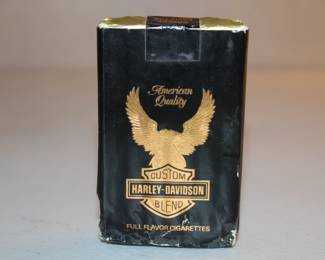 American
Quality
CUSTOM
HARLEY-DAVIDSON
BLEND
FULL FLAVOR CIGARETTES